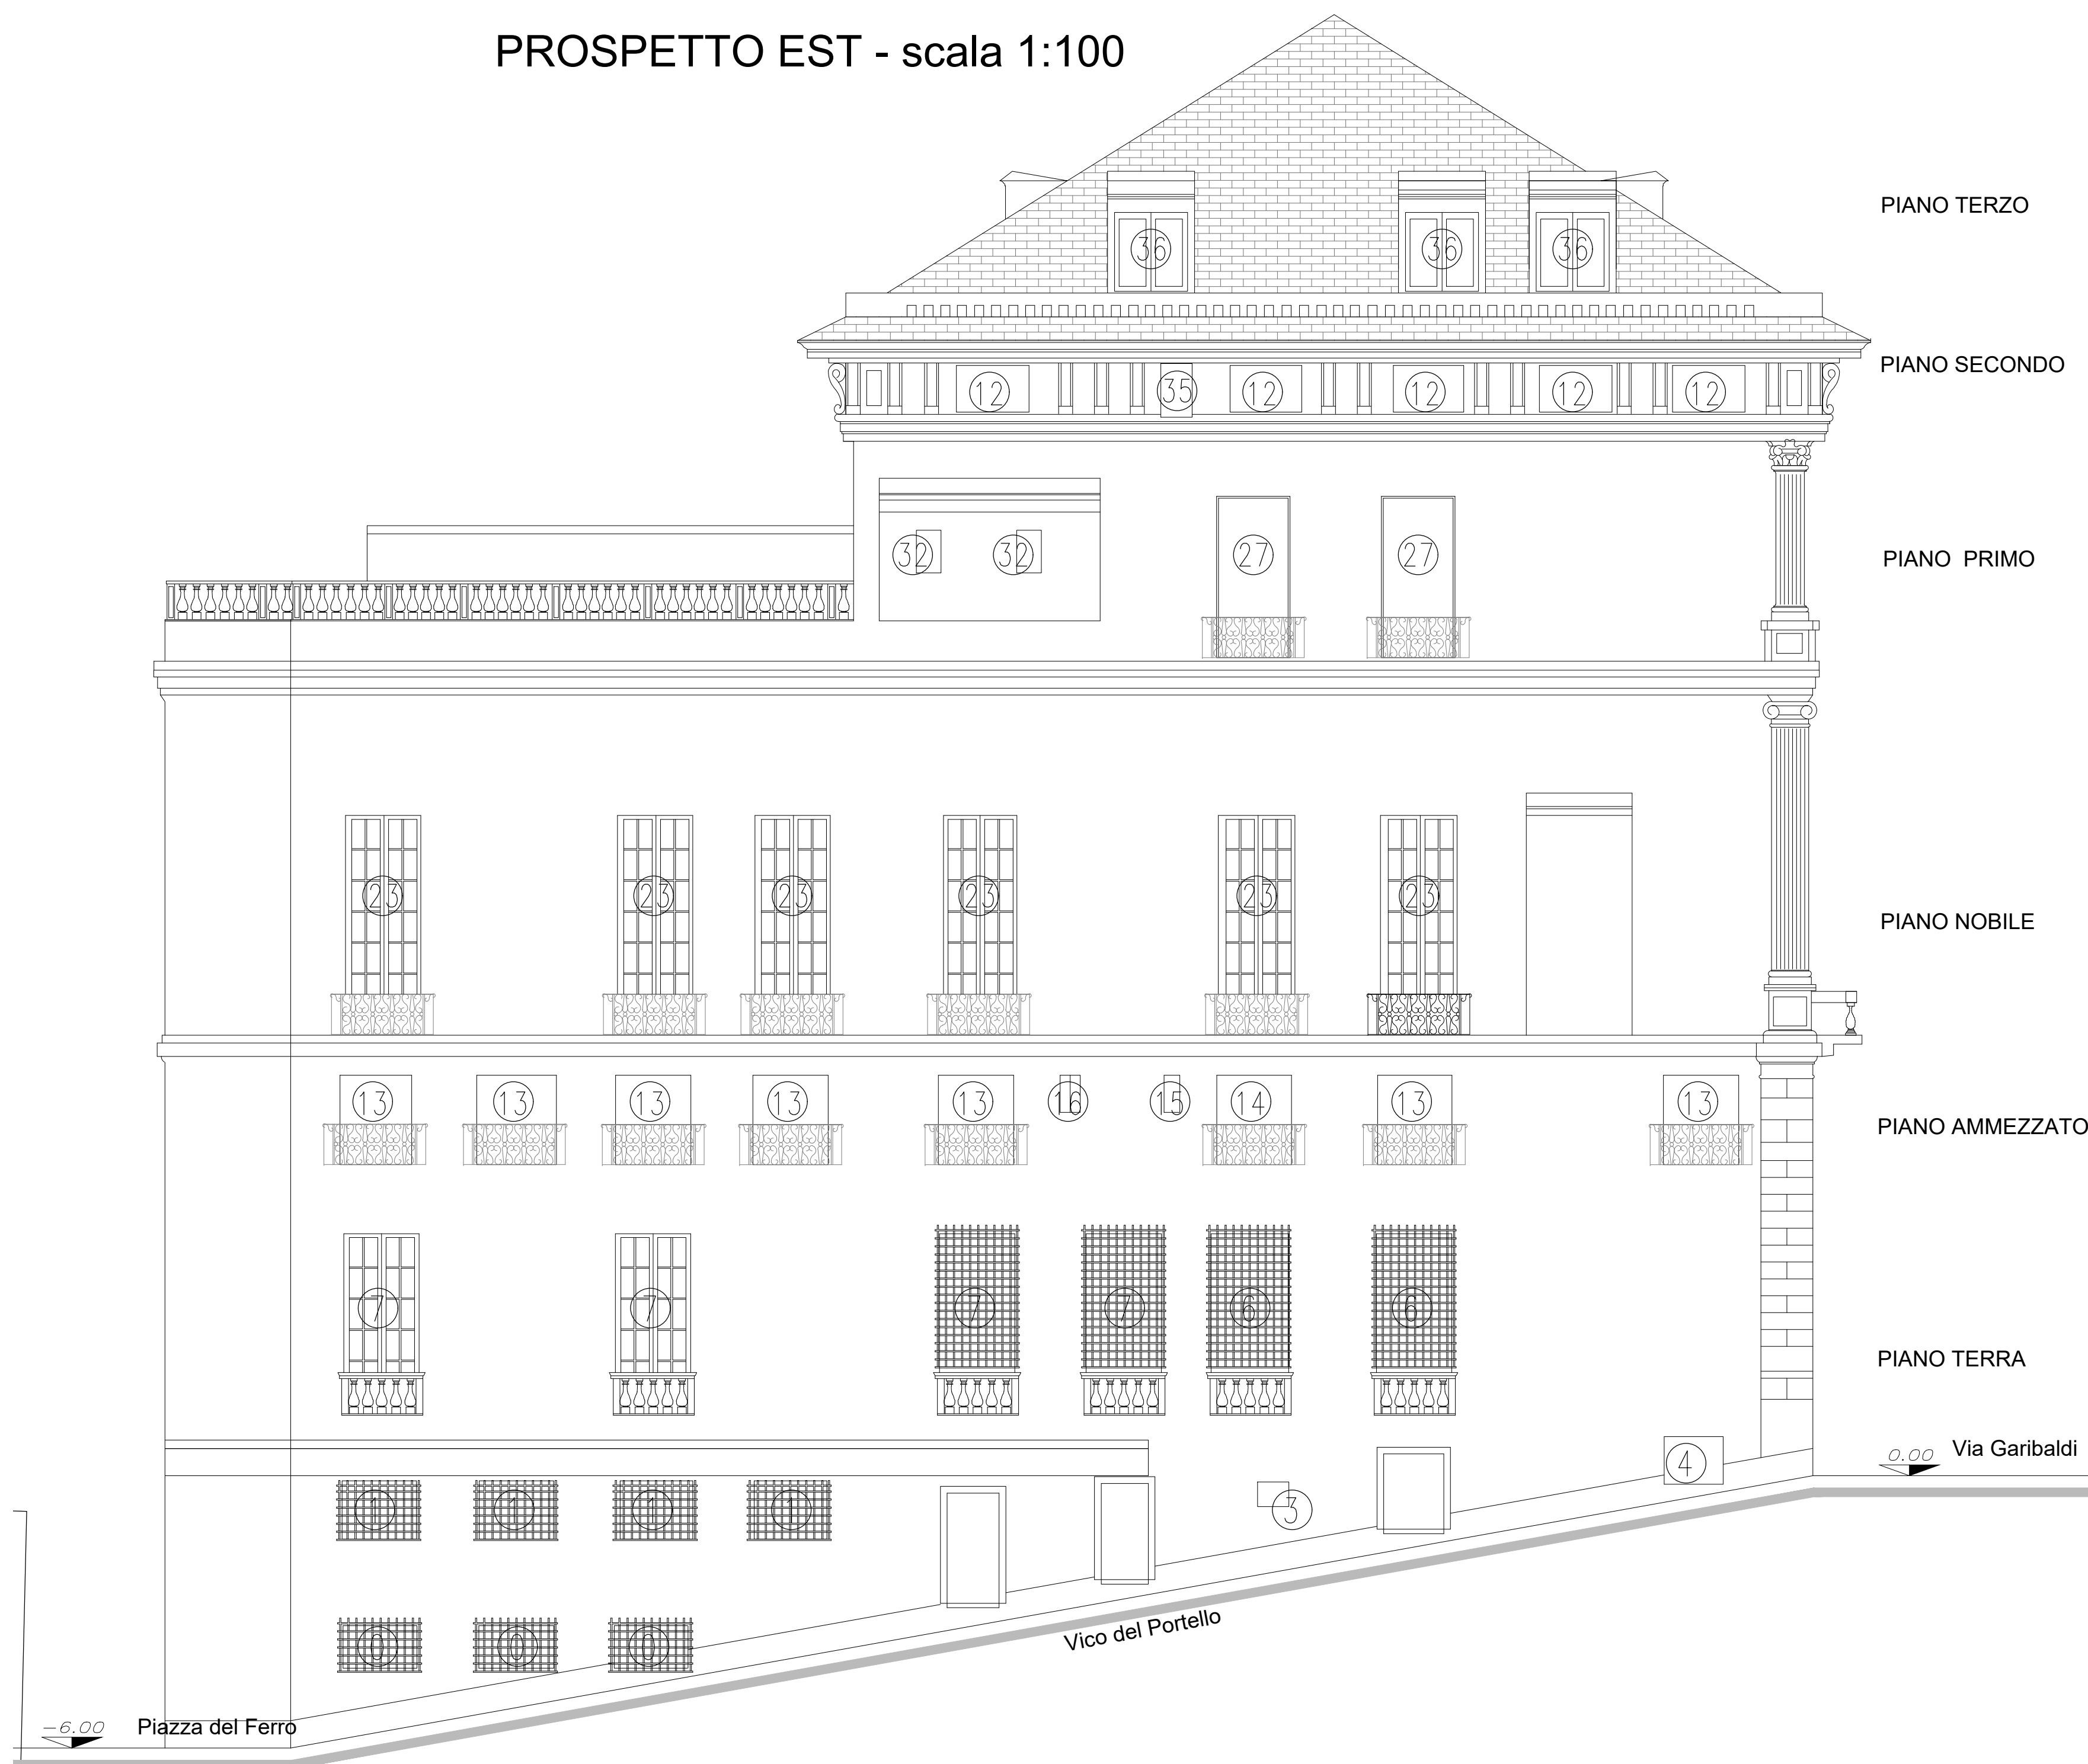 PROSPETTO EST - scala 1:100
PIANO TERZO
36 36 36
PIANO SECONDO
12 35 12 12 12 12
PIANO PRIMO
32 32 27 27
PIANO NOBILE
23 23 23 23 23 23
13 13 13 13 13 16 15 14 13 13
PIANO AMMEZZATO
7 7 7 7 6 6
PIANO TERRA
0.00 Via Garibaldi
4
1 1 1 1 3
Vico del Portello
0 0 0
-6.00 Piazza del Ferro